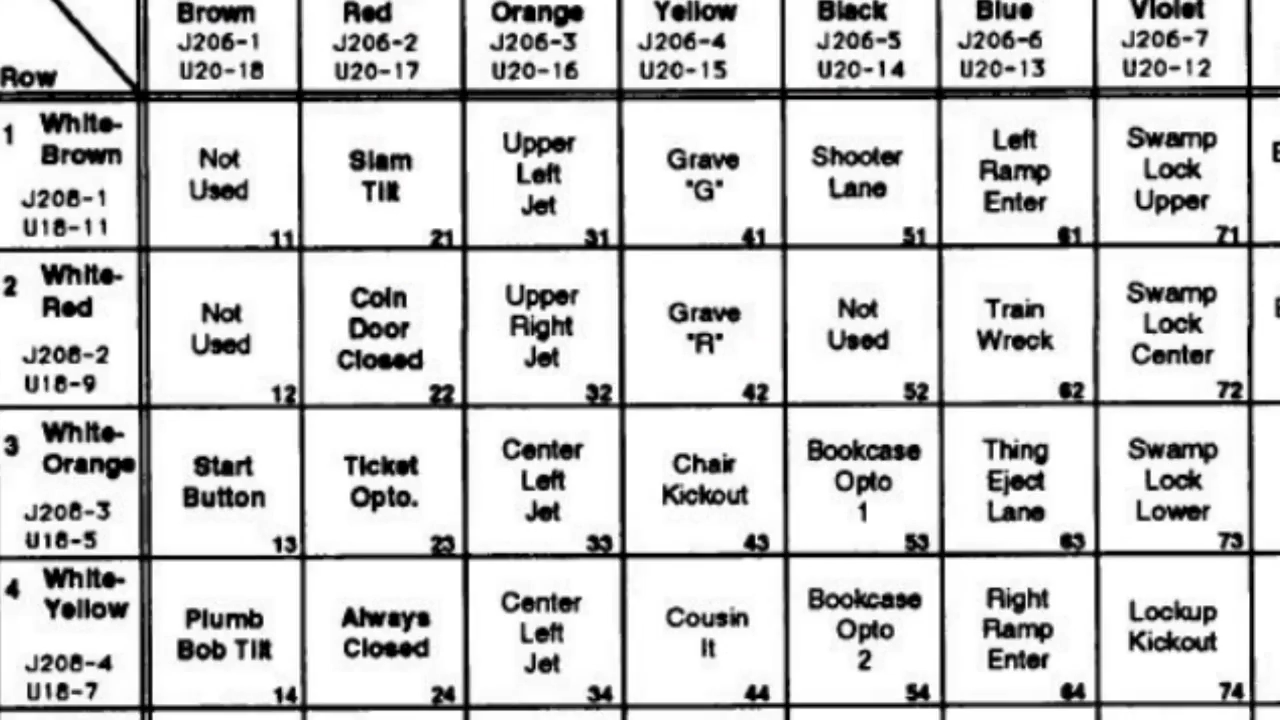 Brown Red Orange Yellow Black Blue Violet
J206-1 J206-2 J206-3 J206-4 J206-5 J206-6 J206-7
Row U20-18 U20-17 U20-16 U20-15 U20-14 U20-13 U20-12
1 White-
Brown
J208-1
U18-11
Not
Used
11
Slam
Tilt
21
Upper
Left
Jet
31
Grave
"G"
41
Shooter
Lane
51
Left
Ramp
Enter
61
Swamp
Lock
Upper
71
2 White-
Red
J208-2
U18-9
Not
Used
12
Coin
Door
Closed
22
Upper
Right
Jet
32
Grave
"R"
42
Not
Used
52
Train
Wreck
62
Swamp
Lock
Center
72
3 White-
Orange
J208-3
U18-5
Start
Button
13
Ticket
Opto.
23
Center
Left
Jet
33
Chair
Kickout
43
Bookcase
Opto
1
53
Thing
Eject
Lane
63
Swamp
Lock
Lower
73
4 White-
Yellow
J208-4
U18-7
Plumb
Bob Tilt
14
Always
Closed
24
Center
Left
Jet
34
Cousin
It
44
Bookcase
Opto
2
54
Right
Ramp
Enter
64
Lockup
Kickout
74